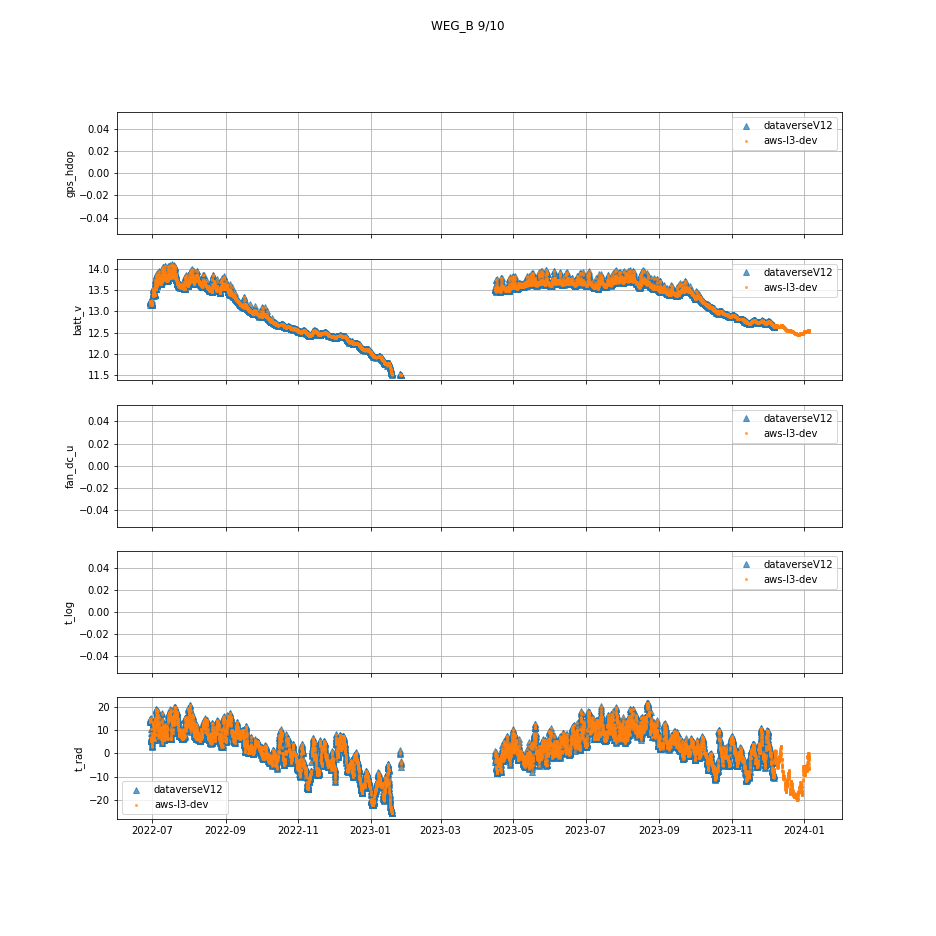 WEG_B 9/10
gps_hdop
0.04
0.02
0.00
−0.02
−0.04
dataverseV12
aws-l3-dev
batt_v
14.0
13.5
13.0
12.5
12.0
11.5
dataverseV12
aws-l3-dev
fan_dc_u
0.04
0.02
0.00
−0.02
−0.04
dataverseV12
aws-l3-dev
t_log
0.04
0.02
0.00
−0.02
−0.04
dataverseV12
aws-l3-dev
t_rad
20
10
0
−10
−20
dataverseV12
aws-l3-dev
2022-07 2022-09 2022-11 2023-01 2023-03 2023-05 2023-07 2023-09 2023-11 2024-01